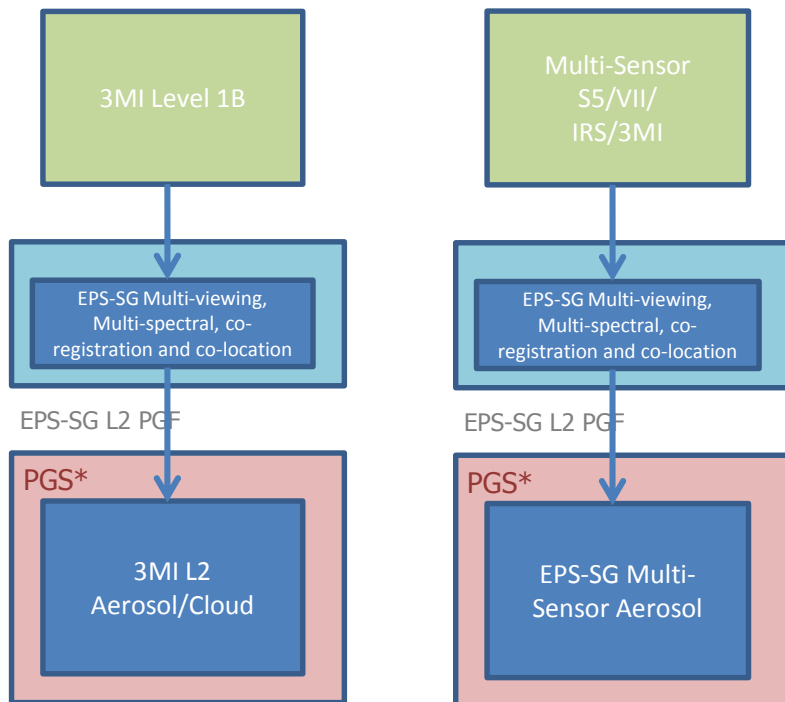 3MI Level 1B
EPS-SG Multi-viewing,
Multi-spectral, co-
registration and co-location
EPS-SG L2 PGF
PGS*
3MI L2
Aerosol/Cloud
Multi-Sensor
S5/VII/
IRS/3MI
EPS-SG Multi-viewing,
Multi-spectral, co-
registration and co-location
EPS-SG L2 PGF
PGS*
EPS-SG Multi-
Sensor Aerosol